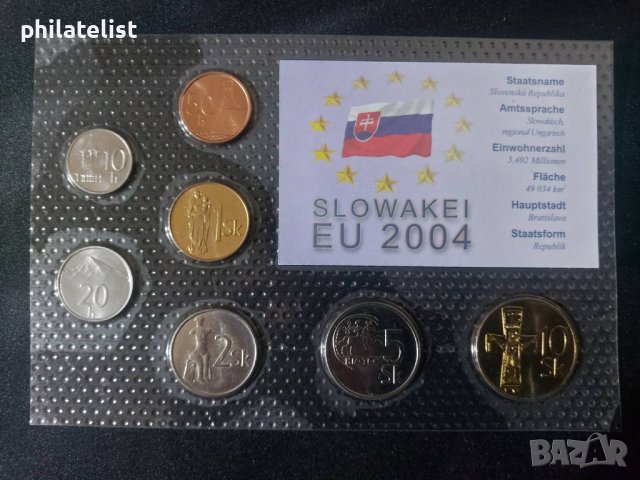 philatelist
50
h
10
h
1
Sk
20
h
2
Sk
5
Sk
10
Sk
Staatsname
Slovenská Republika
Amtssprache
Slowakisch,
regional Ungarisch
Einwohnerzahl
5,402 Millionen
Fläche
49 034 km²
Hauptstadt
Bratislava
Staatsform
Republik
SLOWAKEI
EU 2004
BAZAR